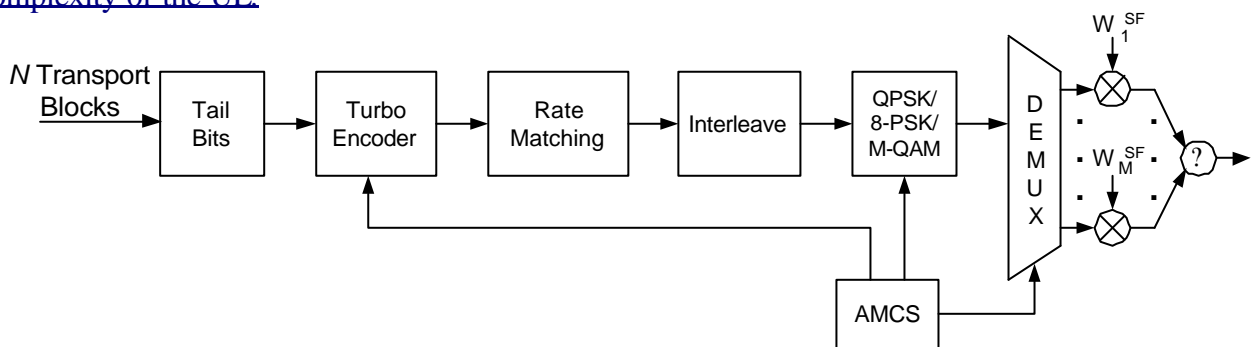 N Transport
Blocks
Tail
Bits
Turbo
Encoder
Rate
Matching
Interleave
QPSK/
8-PSK/
M-QAM
D
E
M
U
X
W 1 SF
W M SF
?
AMCS